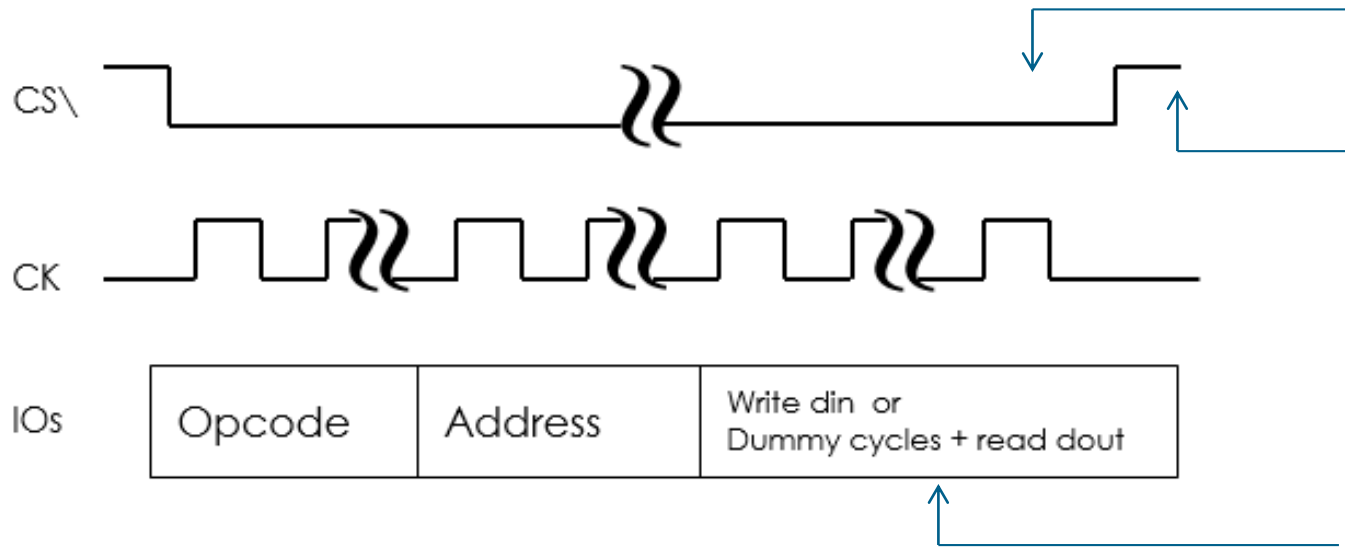 CS\
CK
IOs
Opcode
Address
Write din or
Dummy cycles + read dout